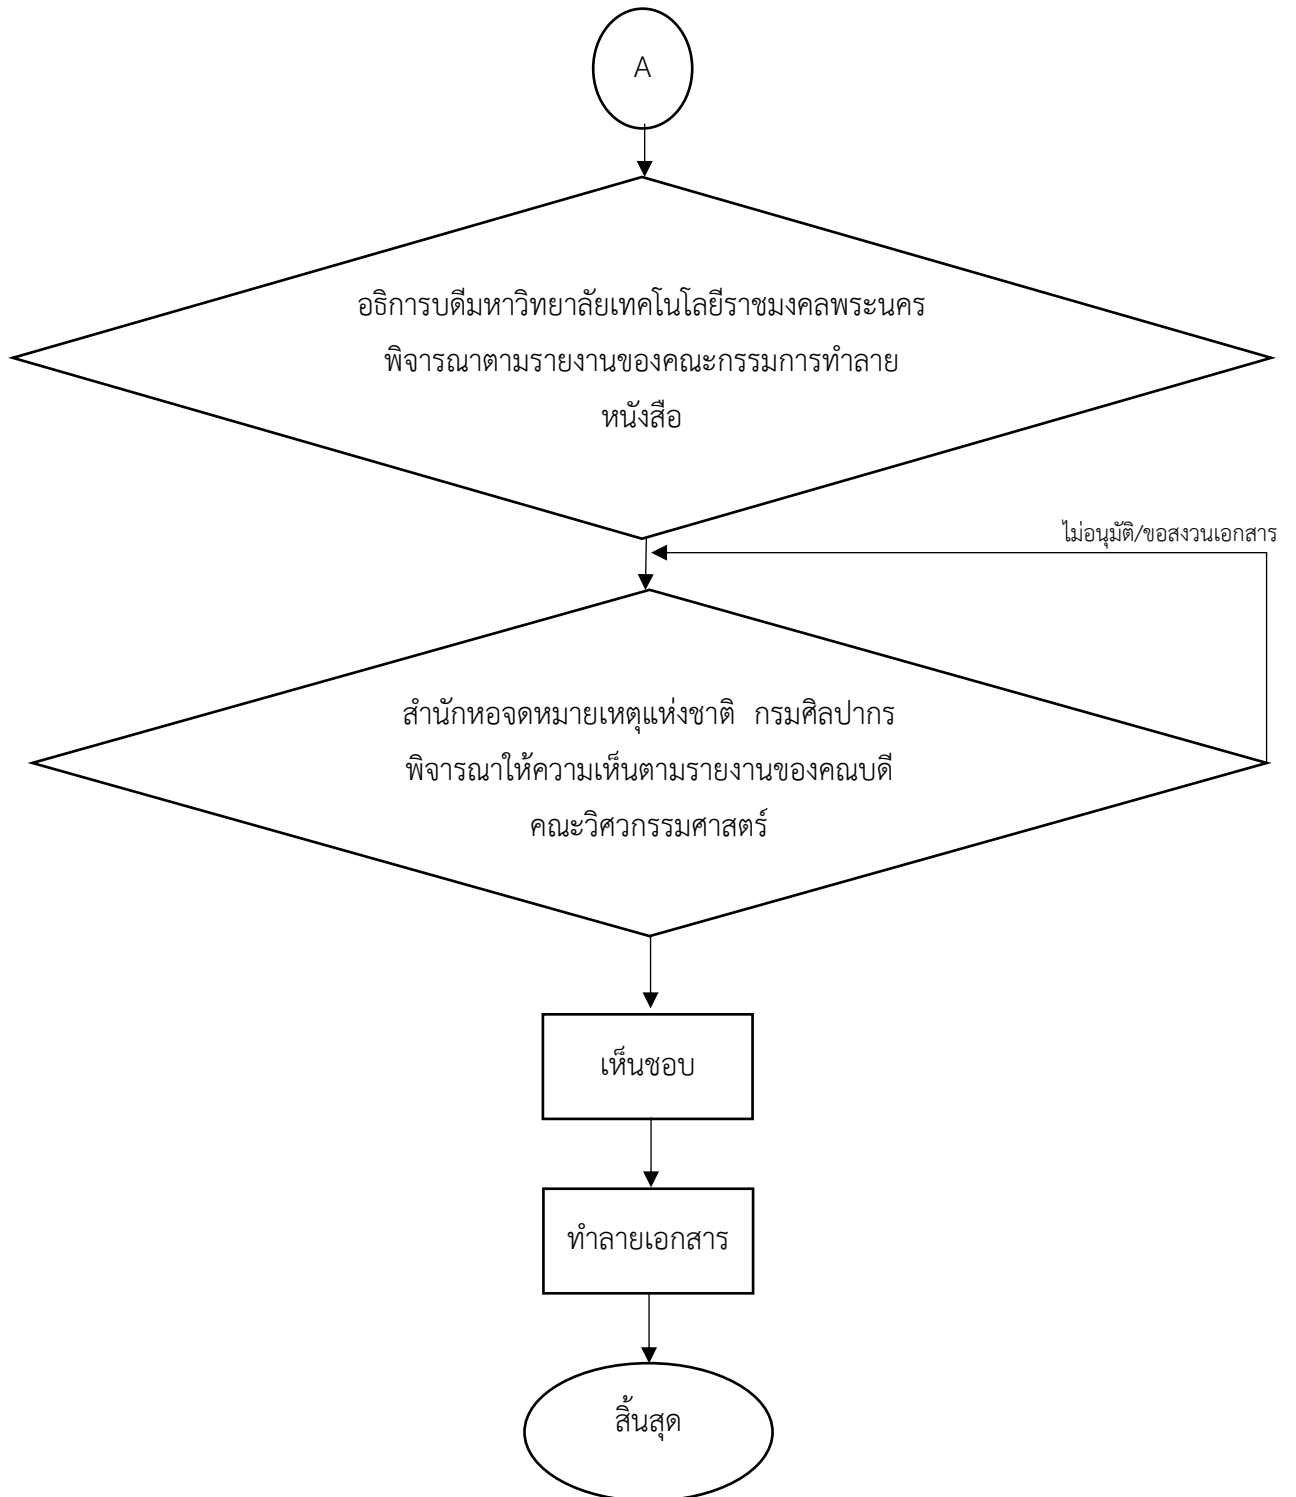 A
อธิการบดีมหาวิทยาลัยเทคโนโลยีราชมงคลพระนคร
พิจารณาตามรายงานของคณะกรรมการทำลาย
หนังสือ
ไม่อนุมัติ/ขอสงวนเอกสาร
สำนักหอจดหมายเหตุแห่งชาติ กรมศิลปากร
พิจารณาให้ความเห็นตามรายงานของคณบดี
คณะวิศวกรรมศาสตร์
เห็นชอบ
ทำลายเอกสาร
สิ้นสุด